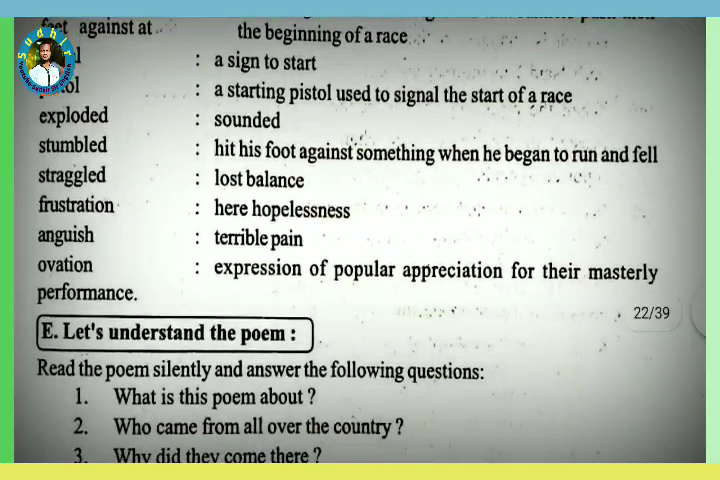 feet against at
the beginning of a race
: a sign to start
: a starting pistol used to signal the start of a race
exploded : sounded
stumbled : hit his foot against something when he began to run and fell
straggled : lost balance
frustration : here hopelessness
anguish : terrible pain
ovation : expression of popular appreciation for their masterly
performance.
22/39
E. Let's understand the poem :
Read the poem silently and answer the following questions:
1. What is this poem about ?
2. Who came from all over the country ?
3. Why did they come there ?
Sudhir